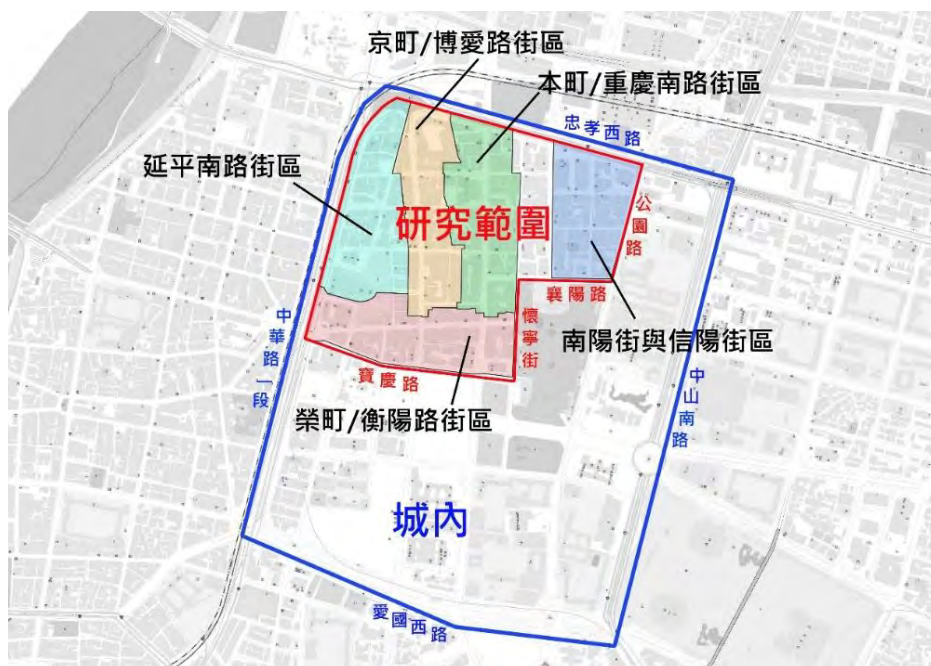 京町/博愛路街區
本町/重慶南路街區
忠孝西路
延平南路街區
研究範圍
公園路
襄陽路
懷寧街
南陽街與信陽街區
中華路一段
寶慶路
中山南路
榮町/衡陽路街區
城內
愛國西路